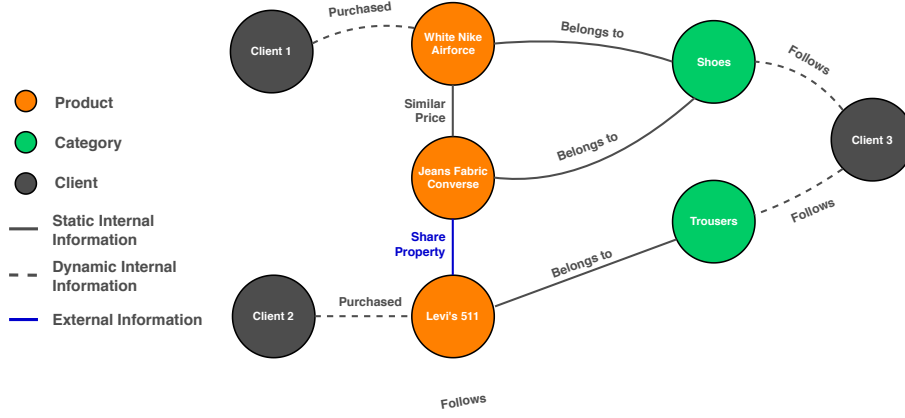 Purchased
Client 1
White Nike
Airforce
Belongs to
Shoes
Follows
Product
Similar
Price
Category
Belongs to
Client 3
Client
Jeans Fabric
Converse
Follows
Static Internal
Information
Share
Property
Trousers
Dynamic Internal
Information
Belongs to
Purchased
External Information
Client 2
Levi's 511
Follows